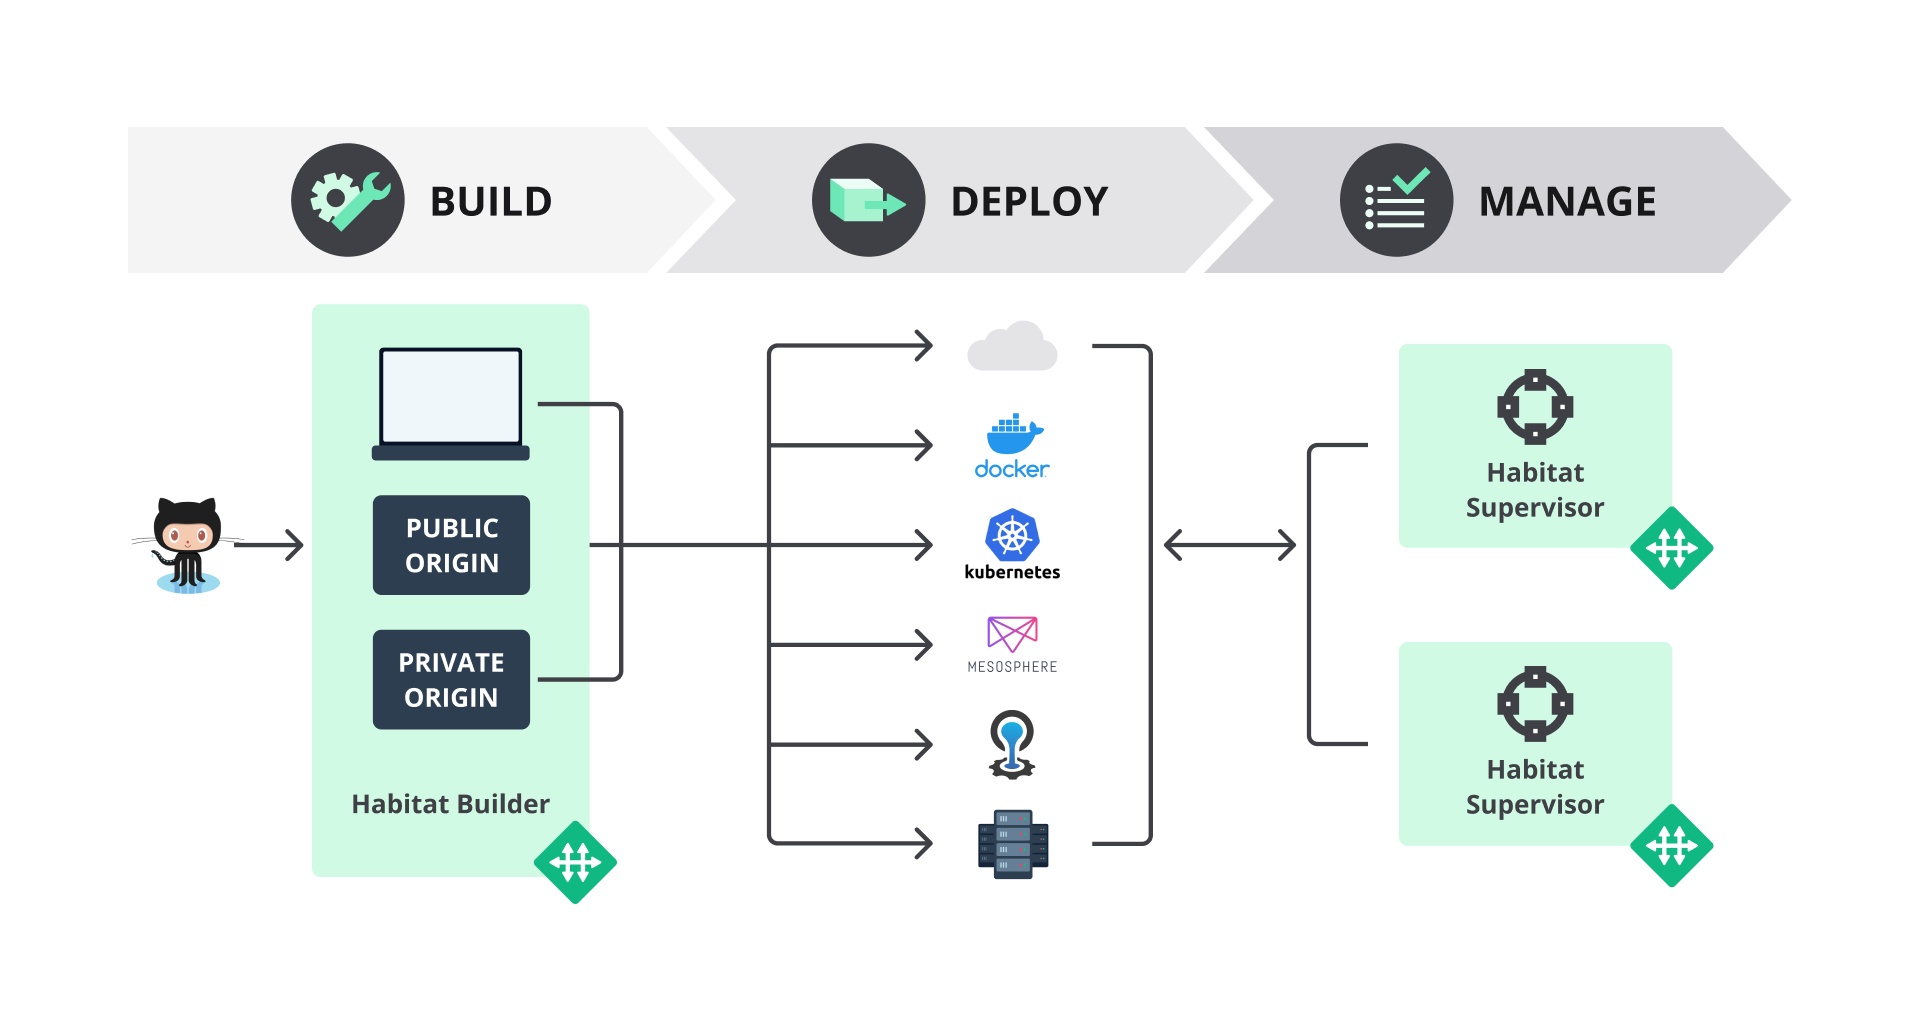 BUILD
DEPLOY
MANAGE
PUBLIC
ORIGIN
PRIVATE
ORIGIN
Habitat Builder
docker
kubernetes
MESOSPHERE
Habitat
Supervisor
Habitat
Supervisor